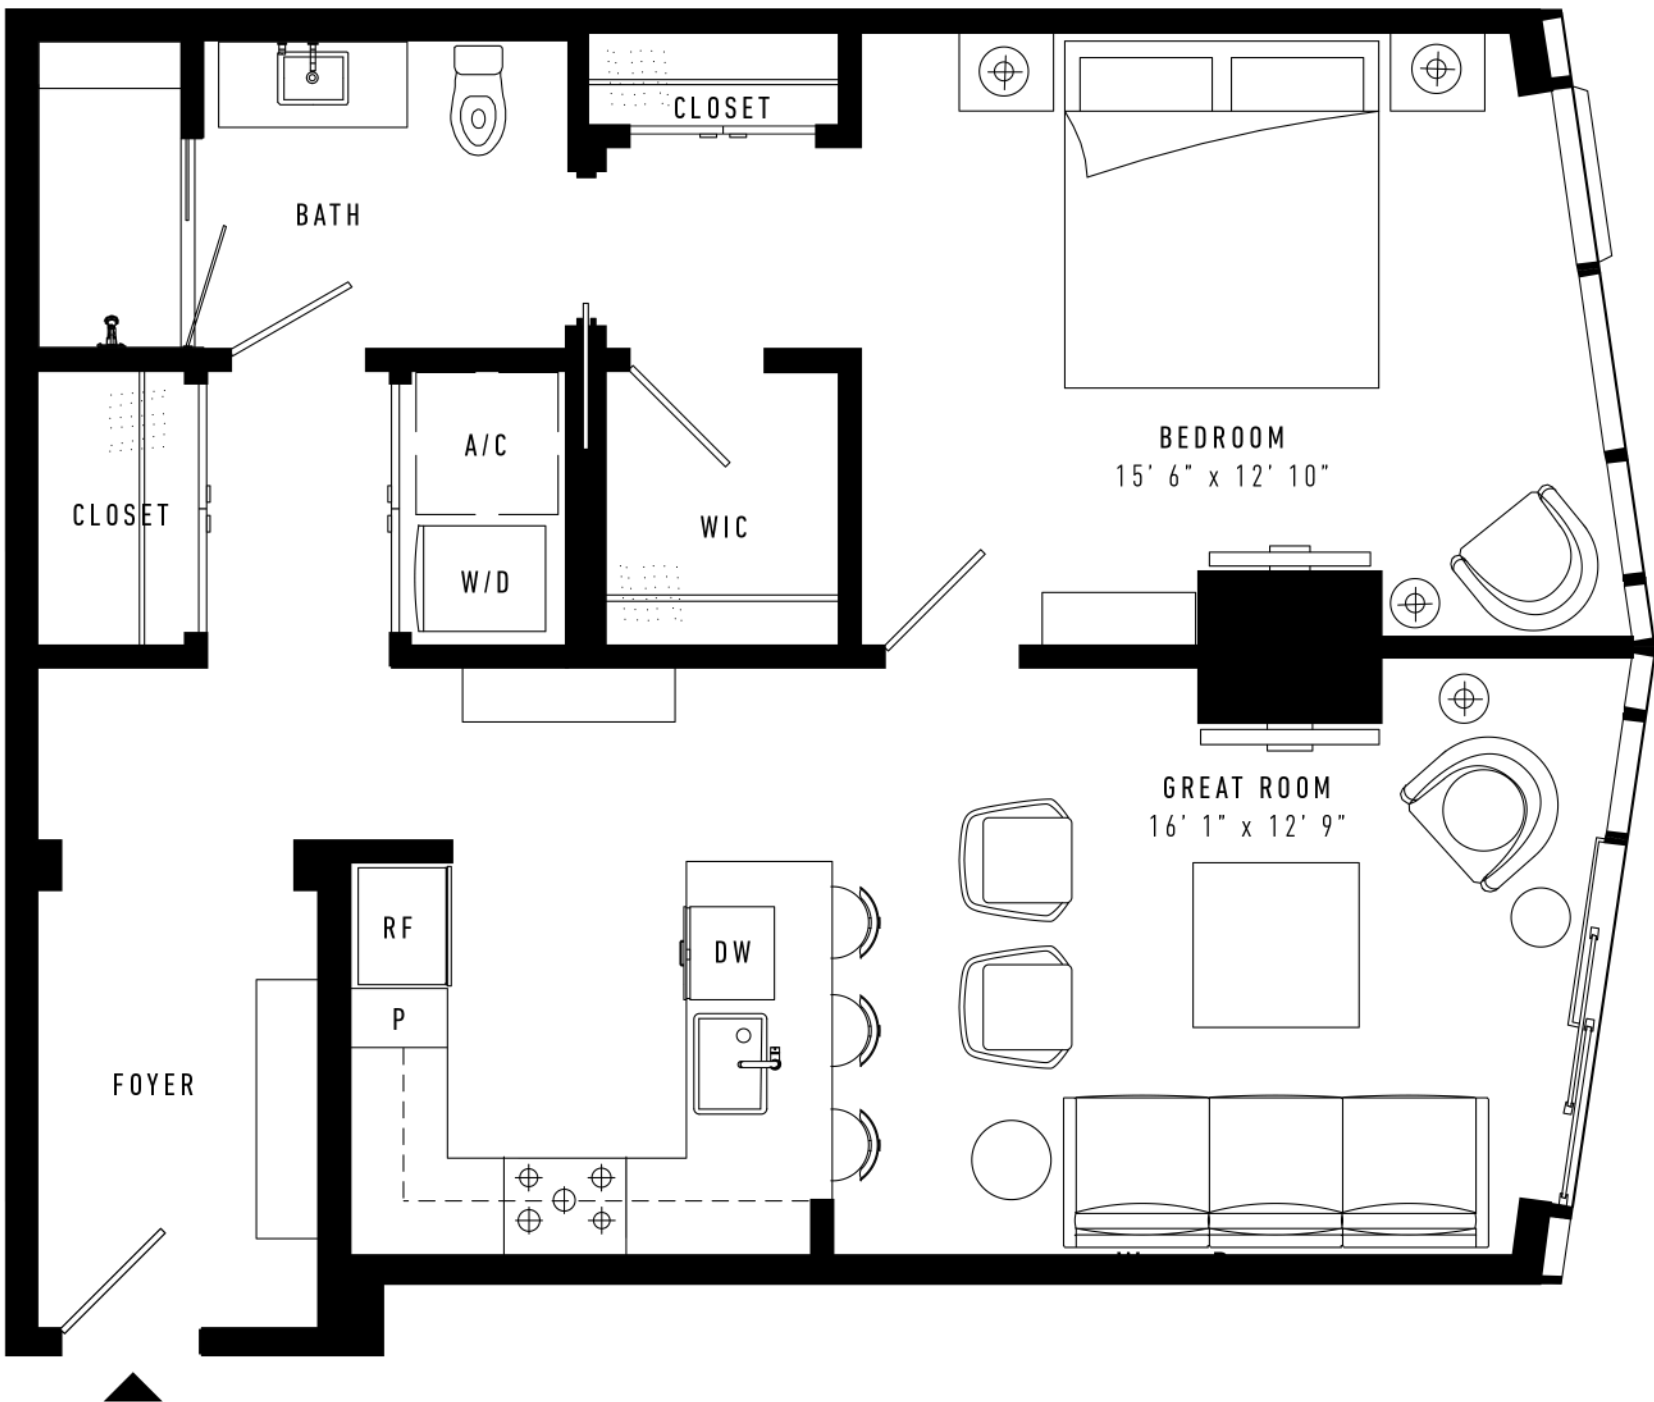 CLOSET
BATH
BEDROOM
15' 6" x 12' 10"
A/C
CLOSET
WIC
W/D
GREAT ROOM
16' 1" x 12' 9"
RF
DW
P
FOYER